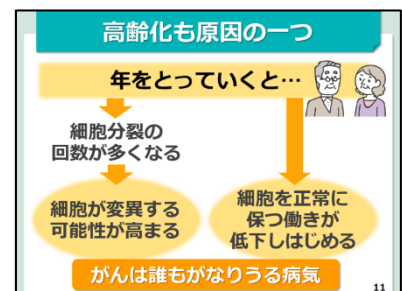 高齢化も原因の一つ
年をとっていくと…
細胞分裂の
回数が多くなる
細胞が変異する
可能性が高まる
細胞を正常に
保つ働きが
低下しはじめる
がんは誰もがなりうる病気
11